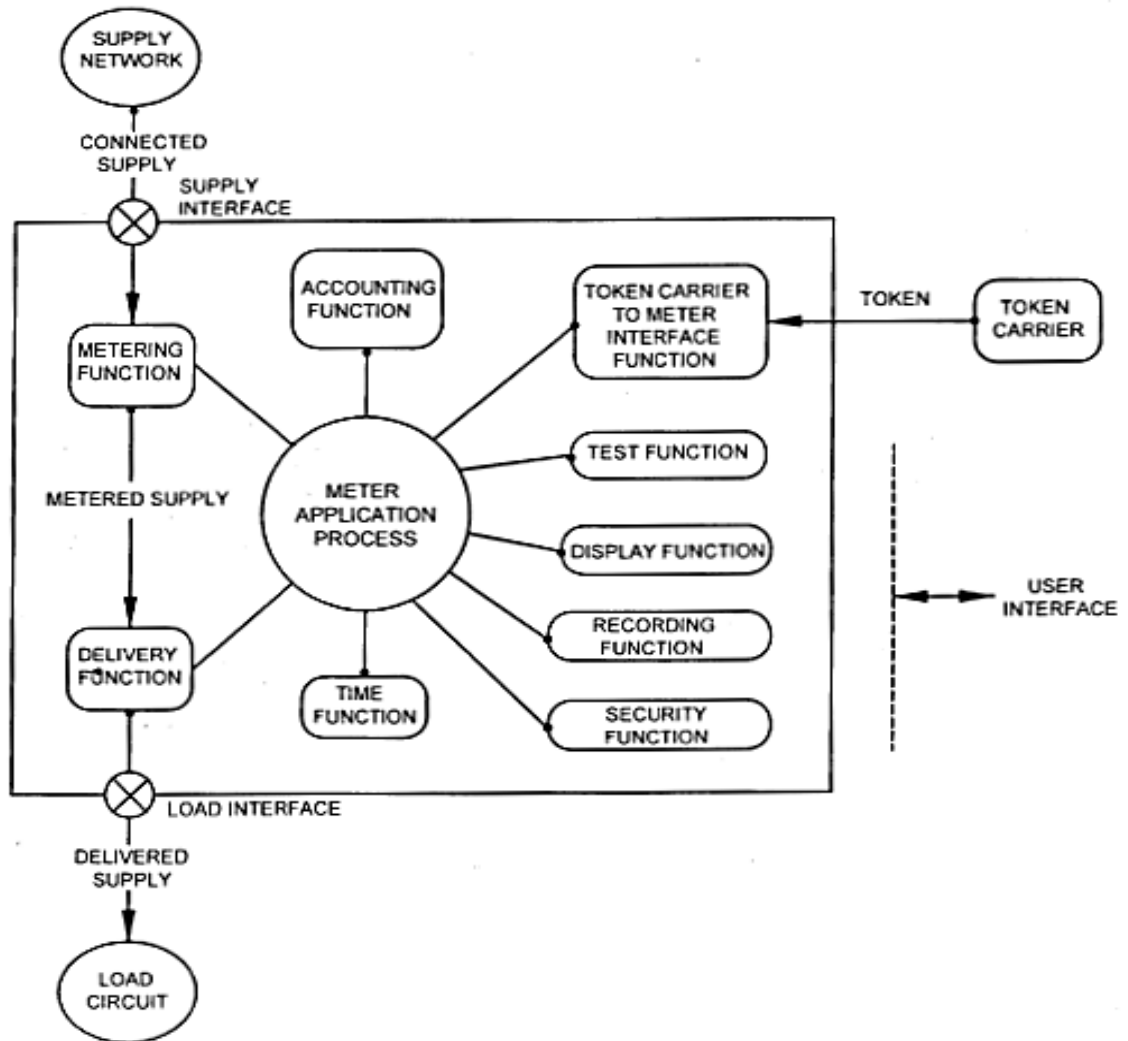 SUPPLY
NETWORK
CONNECTED
SUPPLY
SUPPLY
INTERFACE
ACCOUNTING
FUNCTION
TOKEN CARRIER
TO METER
INTERFACE
FUNCTION
TOKEN
TOKEN
CARRIER
METERING
FUNCTION
TEST FUNCTION
METERED SUPPLY
METER
APPLICATION
PROCESS
DISPLAY FUNCTION
USER
INTERFACE
RECORDING
FUNCTION
DELIVERY
FUNCTION
TIME
FUNCTION
SECURITY
FUNCTION
LOAD INTERFACE
DELIVERED
SUPPLY
LOAD
CIRCUIT